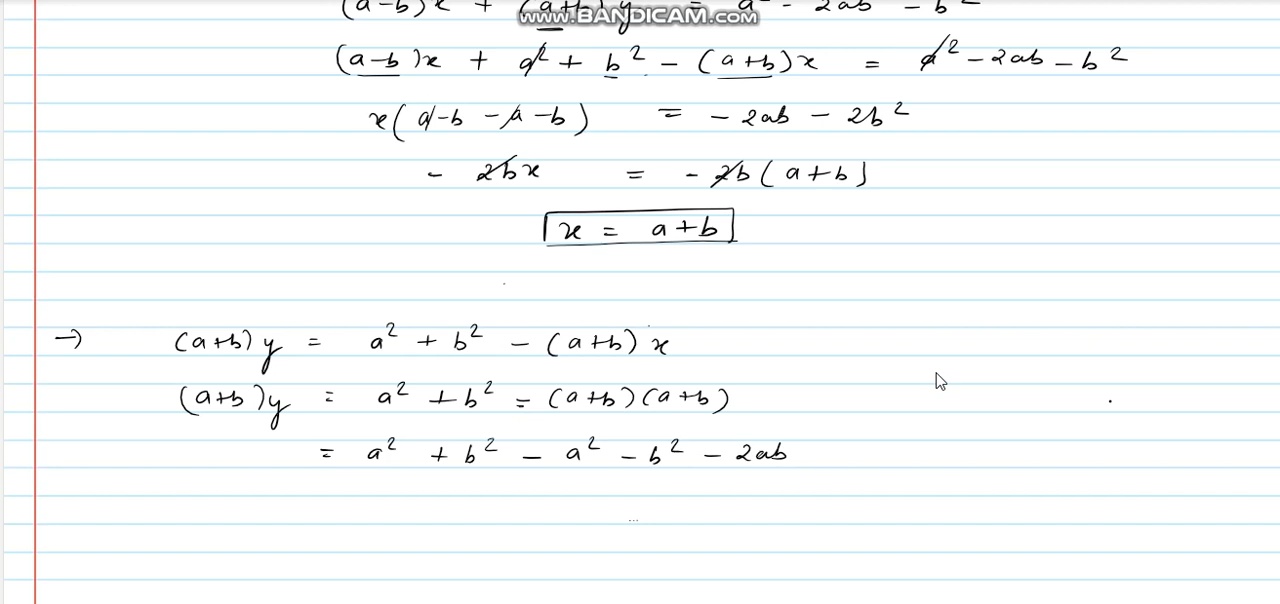 (a-b)x + (a+b)y = a² - 2ab - b²
www.BANDICAM.com
(a-b)x + a² + b² - (a+b)x = a² - 2ab - b²
x(a-b -a -b) = - 2ab - 2b²
- 2bx = - 2b(a+b)
x = a+b
→ (a+b)y = a² + b² - (a+b)x
(a+b)y = a² + b² = (a+b)(a+b)
= a² + b² - a² - b² - 2ab